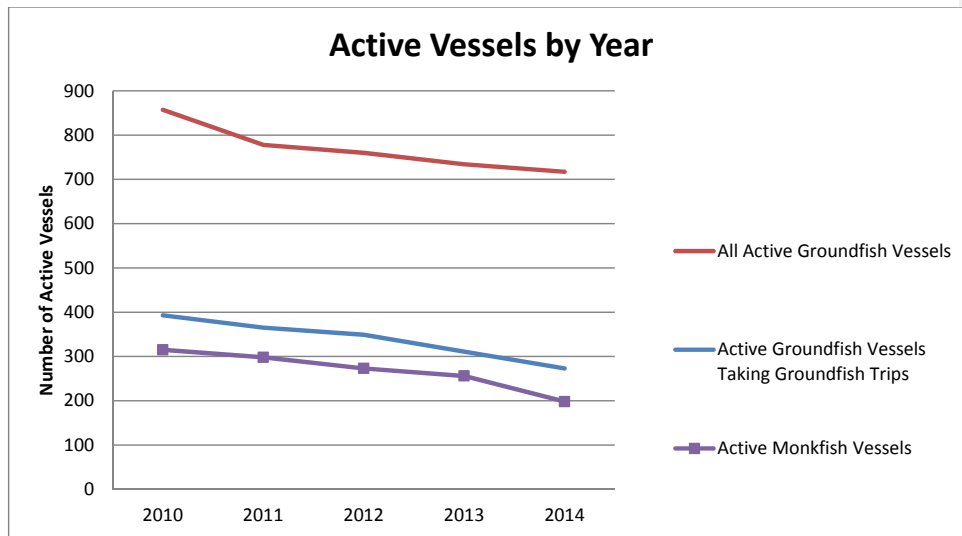 Active Vessels by Year
Number of Active Vessels
900
800
700
600
500
400
300
200
100
0
2010 2011 2012 2013 2014
All Active Groundfish Vessels
Active Groundfish Vessels
Taking Groundfish Trips
Active Monkfish Vessels